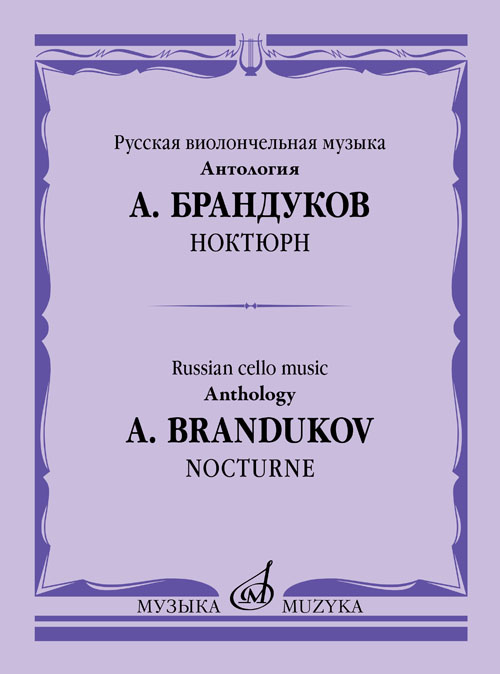 Русская виолончельная музыка
Антология
А. БРАНДУКОВ
НОКТЮРН
Russian cello music
Anthology
A. BRANDUKOV
NOCTURNE
МУЗЫКА М MUZYKA